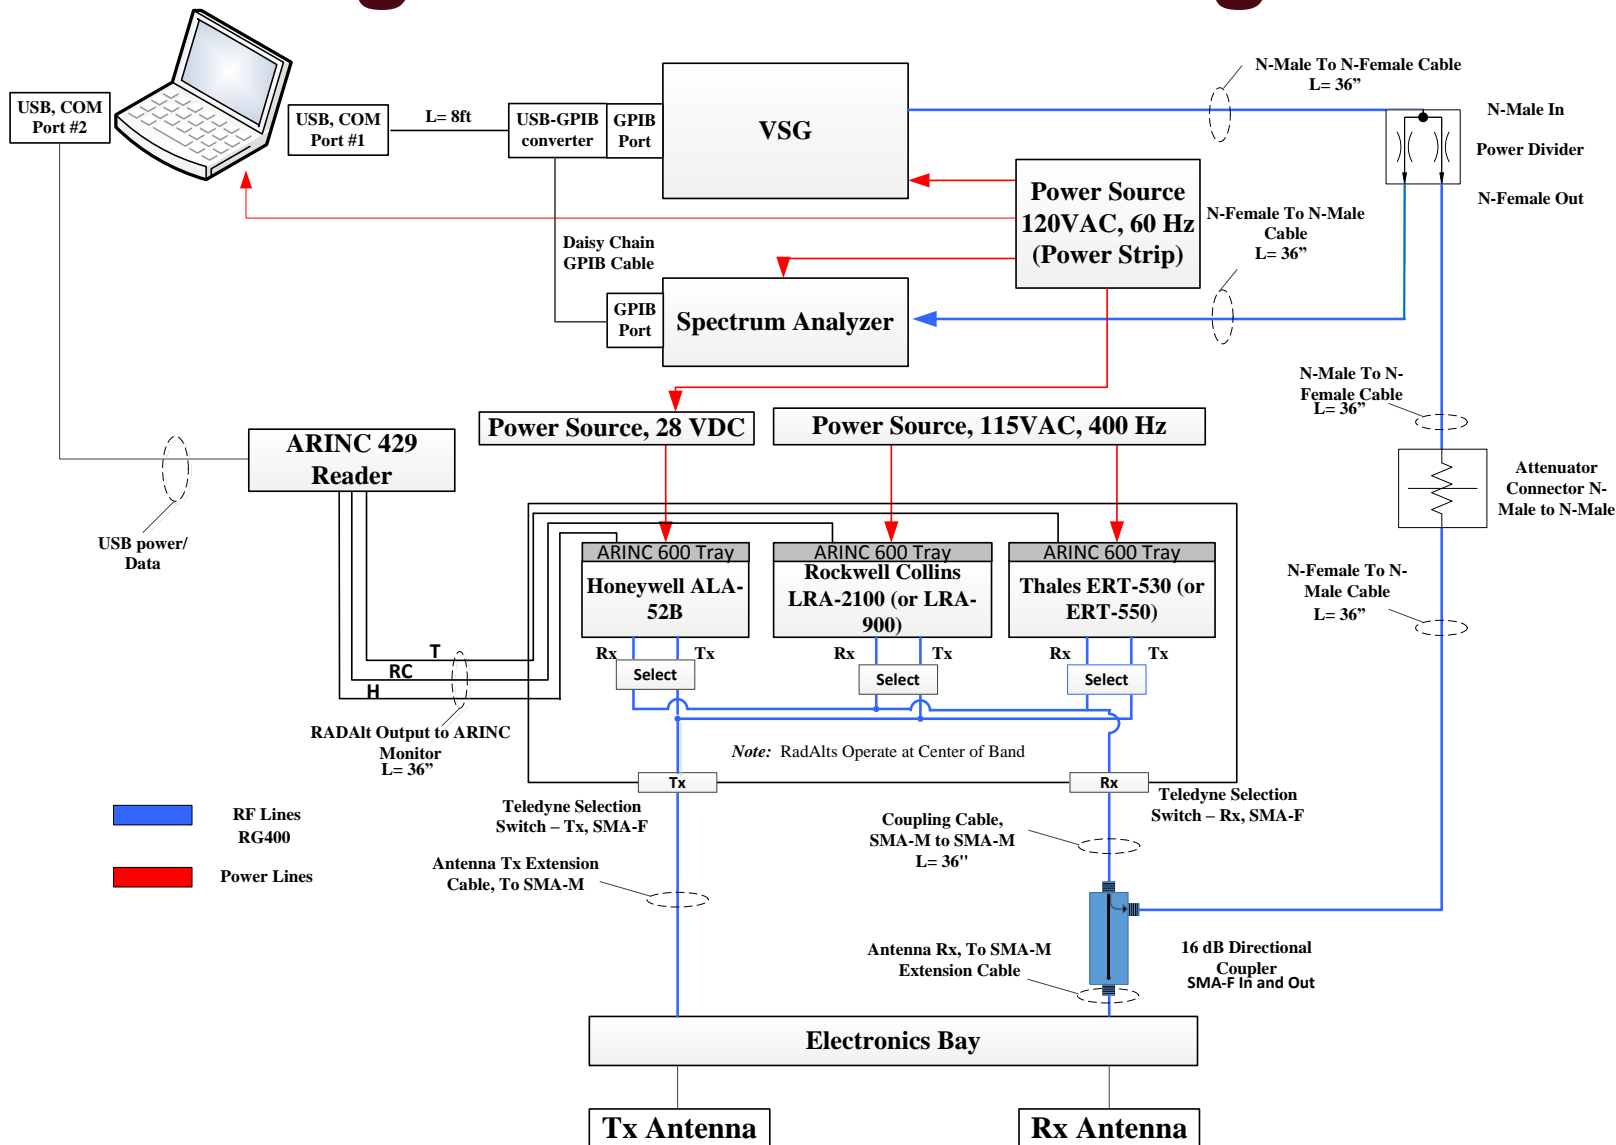 N-Male To N-Female Cable
L= 36”
USB, COM
Port #2
USB, COM
Port #1
L= 8ft
USB-GPIB
converter
GPIB
Port
VSG
N-Male In
Power Divider
N-Female Out
Power Source
120VAC, 60 Hz
(Power Strip)
N-Female To N-Male
Cable
L= 36”
Daisy Chain
GPIB Cable
GPIB
Port
Spectrum Analyzer
N-Male To N-
Female Cable
L= 36”
Power Source, 28 VDC
Power Source, 115VAC, 400 Hz
ARINC 429
Reader
Attenuator
Connector N-
Male to N-Male
USB power/
Data
ARINC 600 Tray
Honeywell ALA-
52B
ARINC 600 Tray
Rockwell Collins
LRA-2100 (or LRA-
900)
ARINC 600 Tray
Thales ERT-530 (or
ERT-550)
N-Female To N-
Male Cable
L= 36”
T
RC
H
Rx
Tx
Select
Rx
Tx
Select
Rx
Tx
Select
RADAlt Output to ARINC
Monitor
L= 36”
Note: RadAlts Operate at Center of Band
Tx
Rx
Teledyne Selection
Switch – Tx, SMA-F
Teledyne Selection
Switch – Rx, SMA-F
RF Lines
RG400
Power Lines
Coupling Cable,
SMA-M to SMA-M
L= 36"
Antenna Tx Extension
Cable, To SMA-M
Antenna Rx, To SMA-M
Extension Cable
16 dB Directional
Coupler
SMA-F In and Out
Electronics Bay
Tx Antenna
Rx Antenna